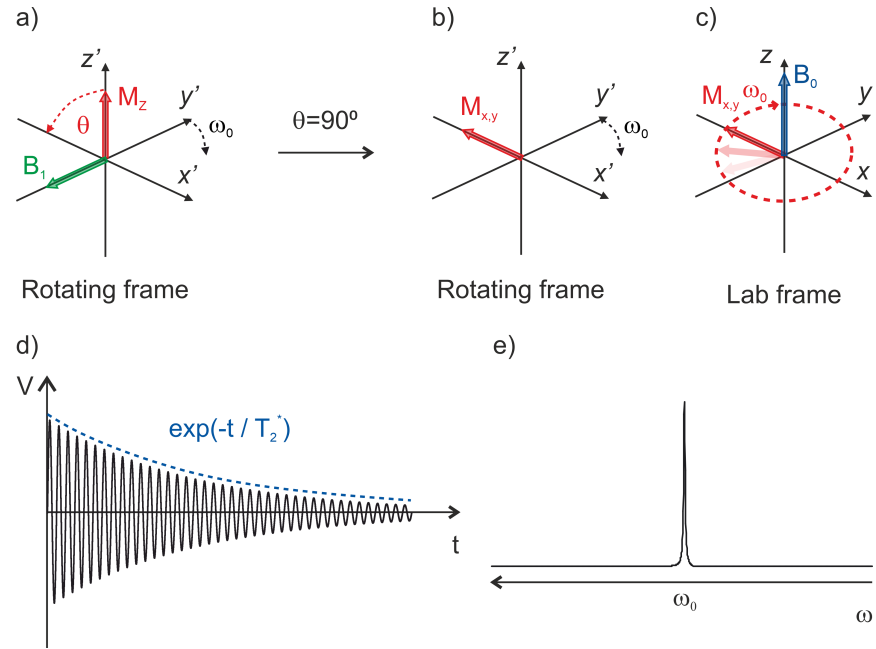 a)
z'
M_Z
y'
θ
ω_0
B_1
x'
Rotating frame
θ=90º
b)
z'
M_x,y
y'
ω_0
x'
Rotating frame
c)
z
B_0
M_x,y
ω_0
y
x
Lab frame
d)
V
exp(-t / T_2^*)
t
e)
ω_0
ω